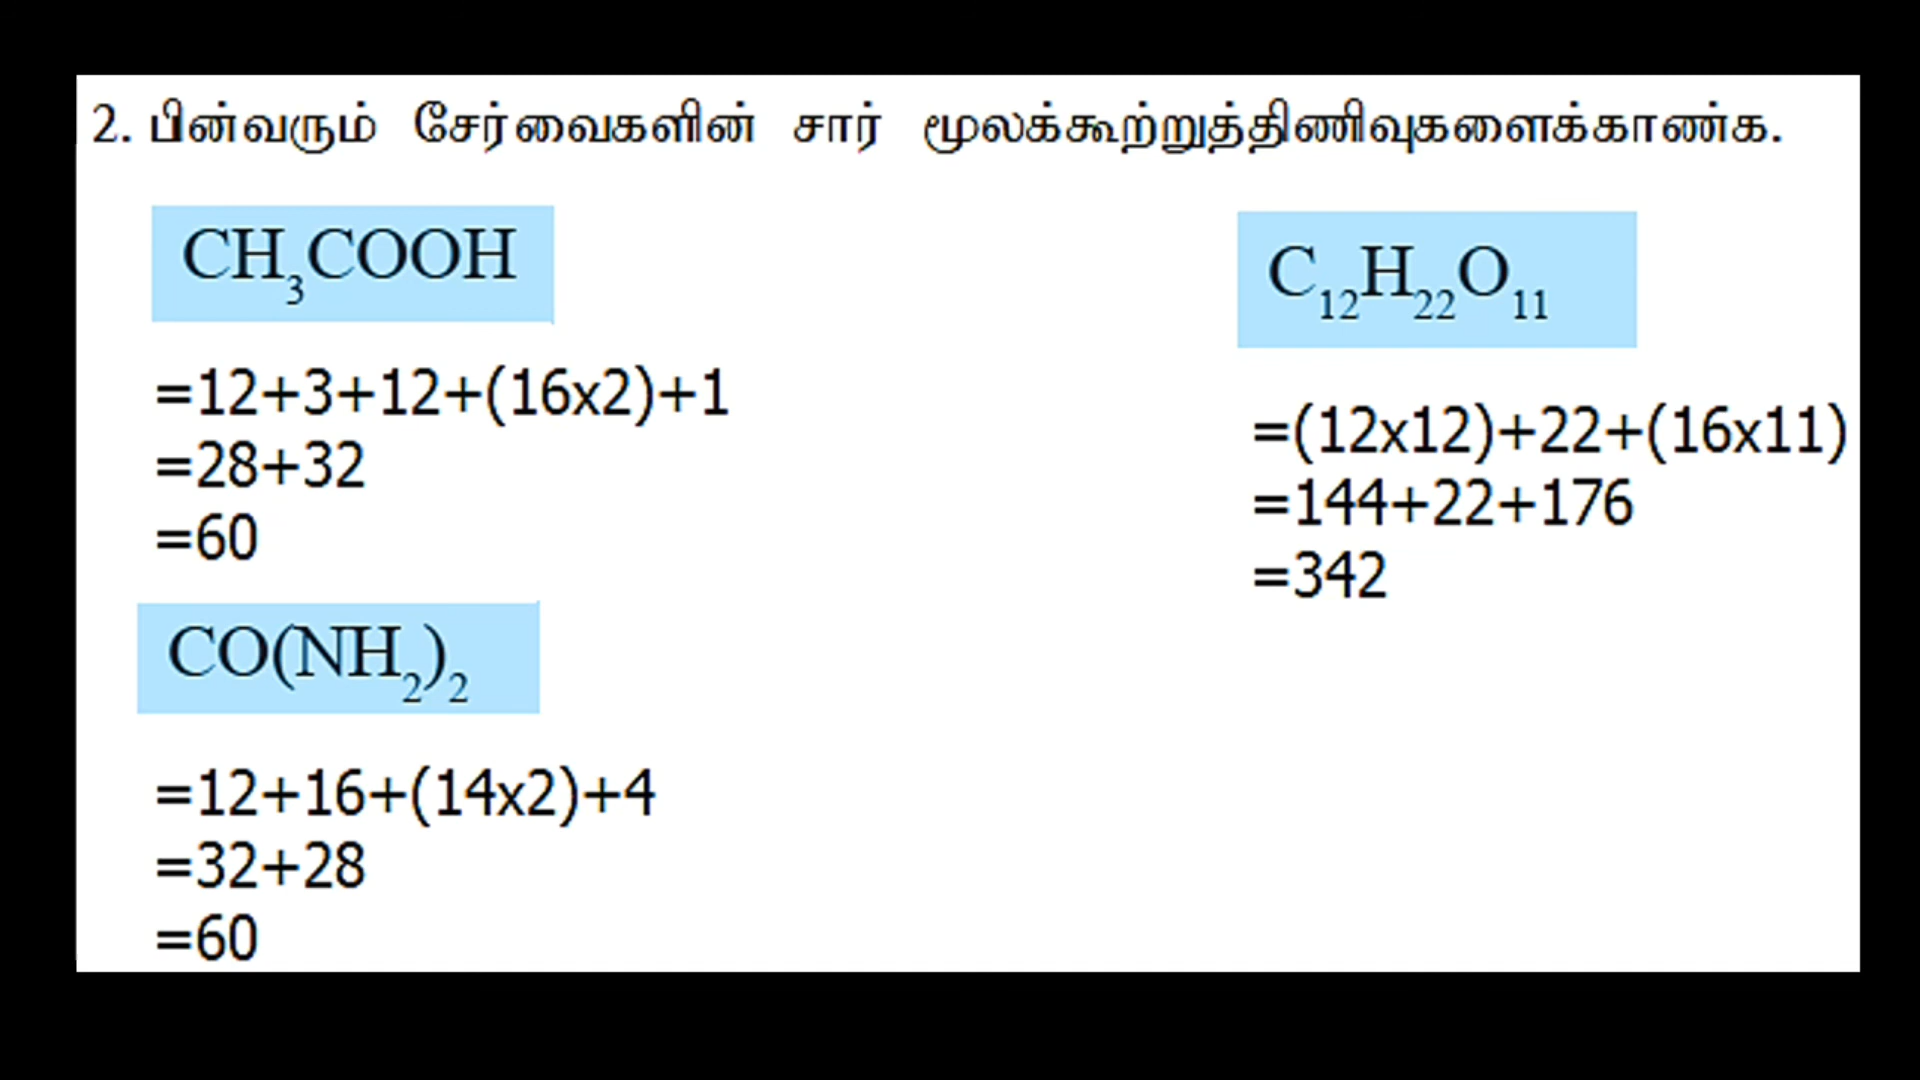 2. பின்வரும் சேர்வைகளின் சார் மூலக்கூற்றுத்திணிவுகளைக்காண்க.
CH₃COOH
=12+3+12+(16x2)+1
=28+32
=60
CO(NH₂)₂
=12+16+(14x2)+4
=32+28
=60
C₁₂H₂₂O₁₁
=(12x12)+22+(16x11)
=144+22+176
=342